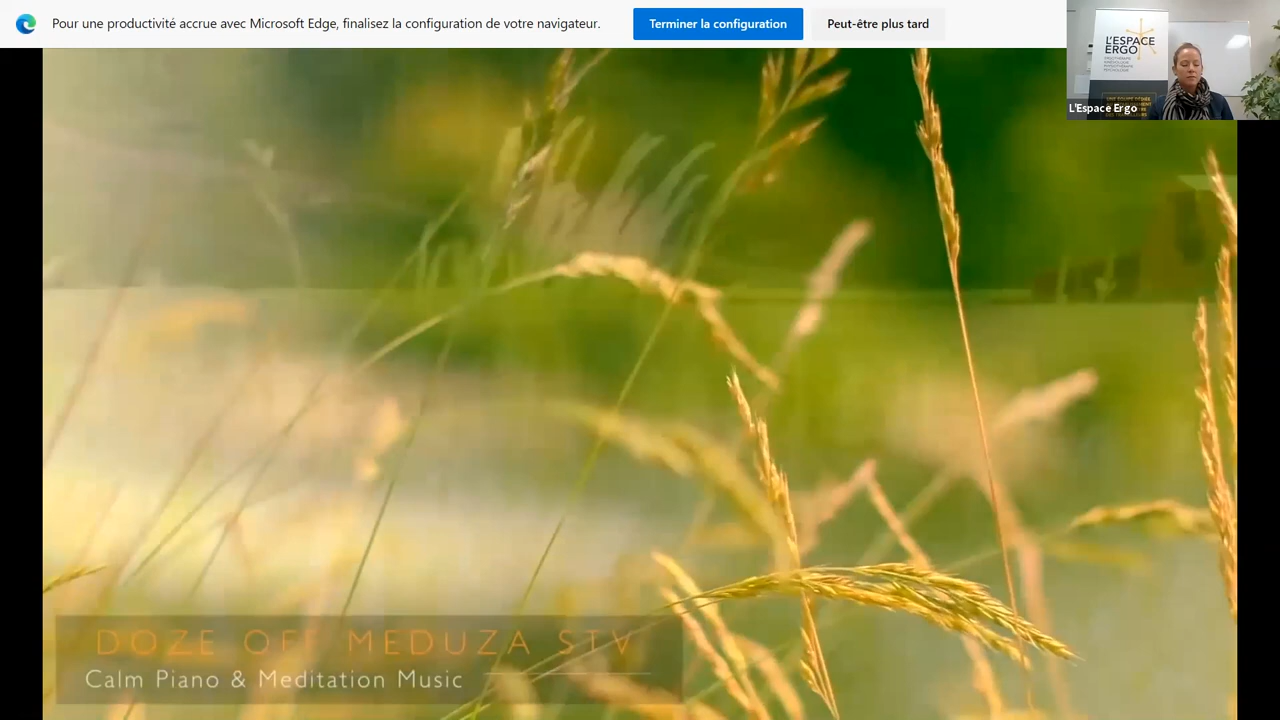 Pour une productivité accrue avec Microsoft Edge, finalisez la configuration de votre navigateur.
Terminer la configuration
Peut-être plus tard
L'ESPACE
ERGO
L'Espace Ergo
DOZE OFF MEDUZA STV
Calm Piano & Meditation Music